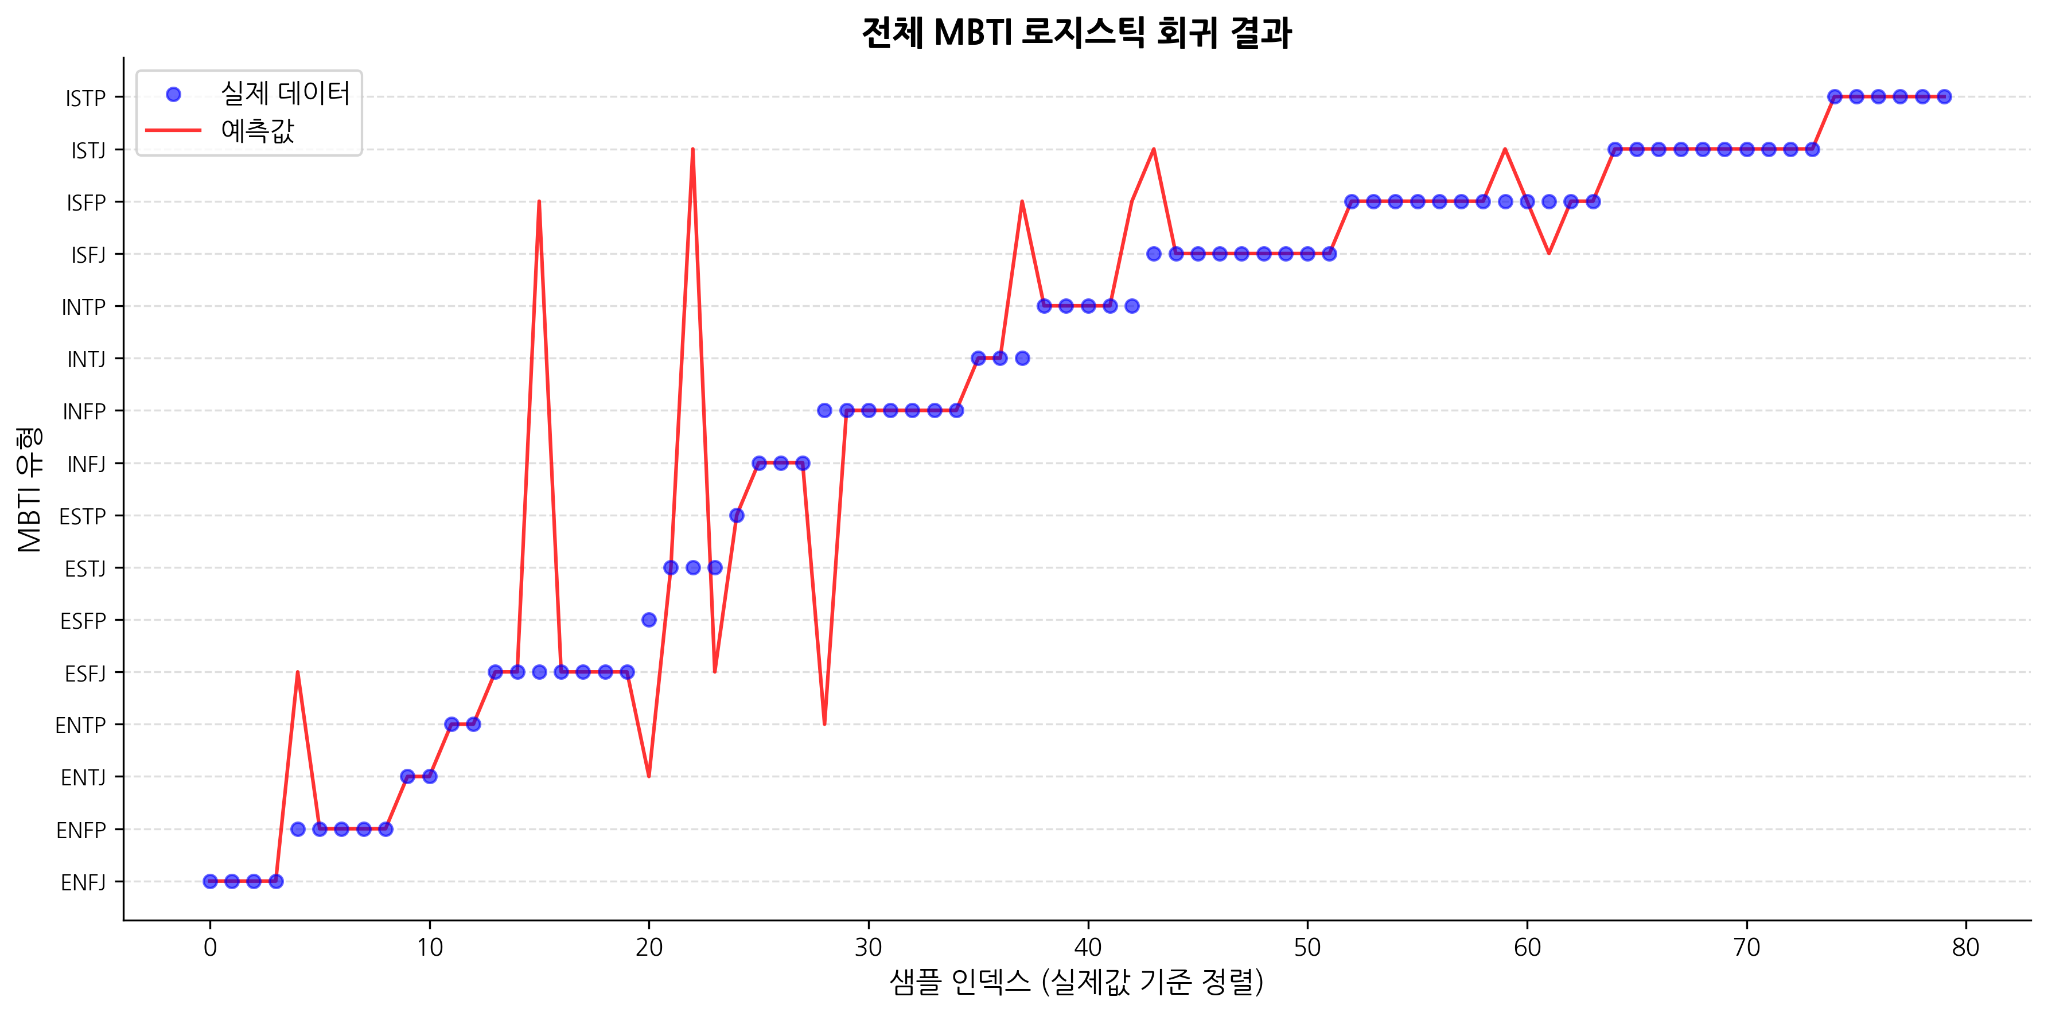 전체 MBTI 로지스틱 회귀 결과
실제 데이터
예측값
MBTI 유형
ISTP
ISTJ
ISFP
ISFJ
INTP
INTJ
INFP
INFJ
ESTP
ESTJ
ESFP
ESFJ
ENTP
ENTJ
ENFP
ENFJ
0 10 20 30 40 50 60 70 80
샘플 인덱스 (실제값 기준 정렬)